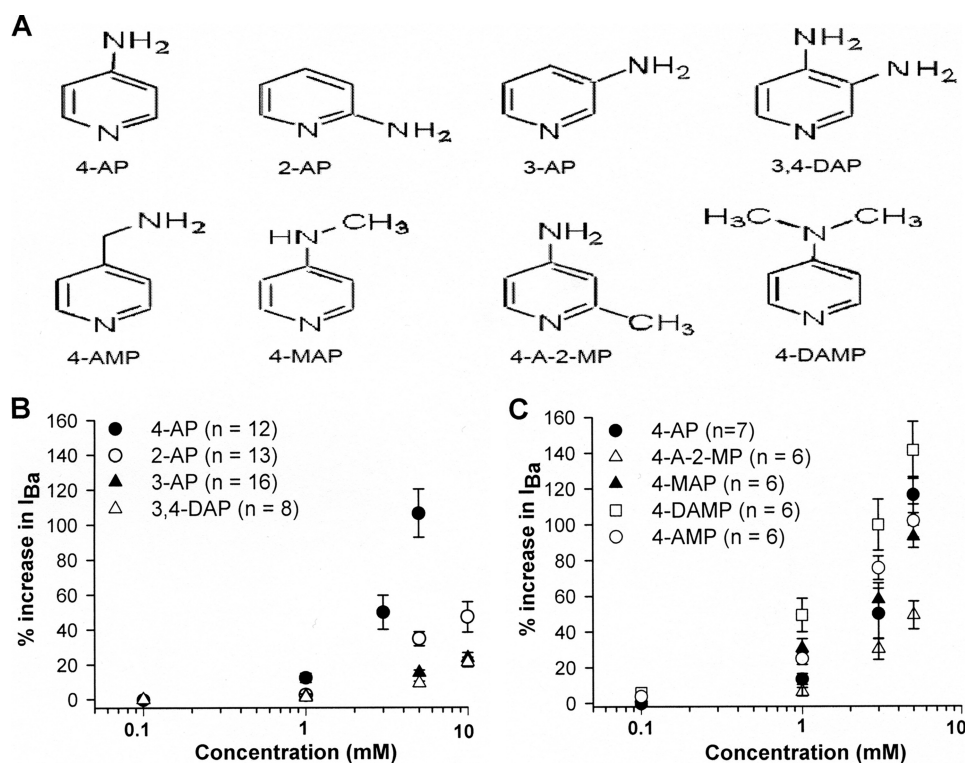 A
NH2
N
4-AP
N
NH2
2-AP
NH2
N
3-AP
NH2
NH2
N
3,4-DAP
NH2
N
4-AMP
HN
CH3
N
4-MAP
NH2
N
CH3
4-A-2-MP
H3C
CH3
N
N
4-DAMP
B
% increase in IBa
160
140
120
100
80
60
40
20
0
4-AP (n = 12)
2-AP (n = 13)
3-AP (n = 16)
3,4-DAP (n = 8)
0.1
1
10
Concentration (mM)
C
% increase in IBa
160
140
120
100
80
60
40
20
0
4-AP (n=7)
4-A-2-MP (n = 6)
4-MAP (n = 6)
4-DAMP (n = 6)
4-AMP (n = 6)
0.1
1
10
Concentration (mM)